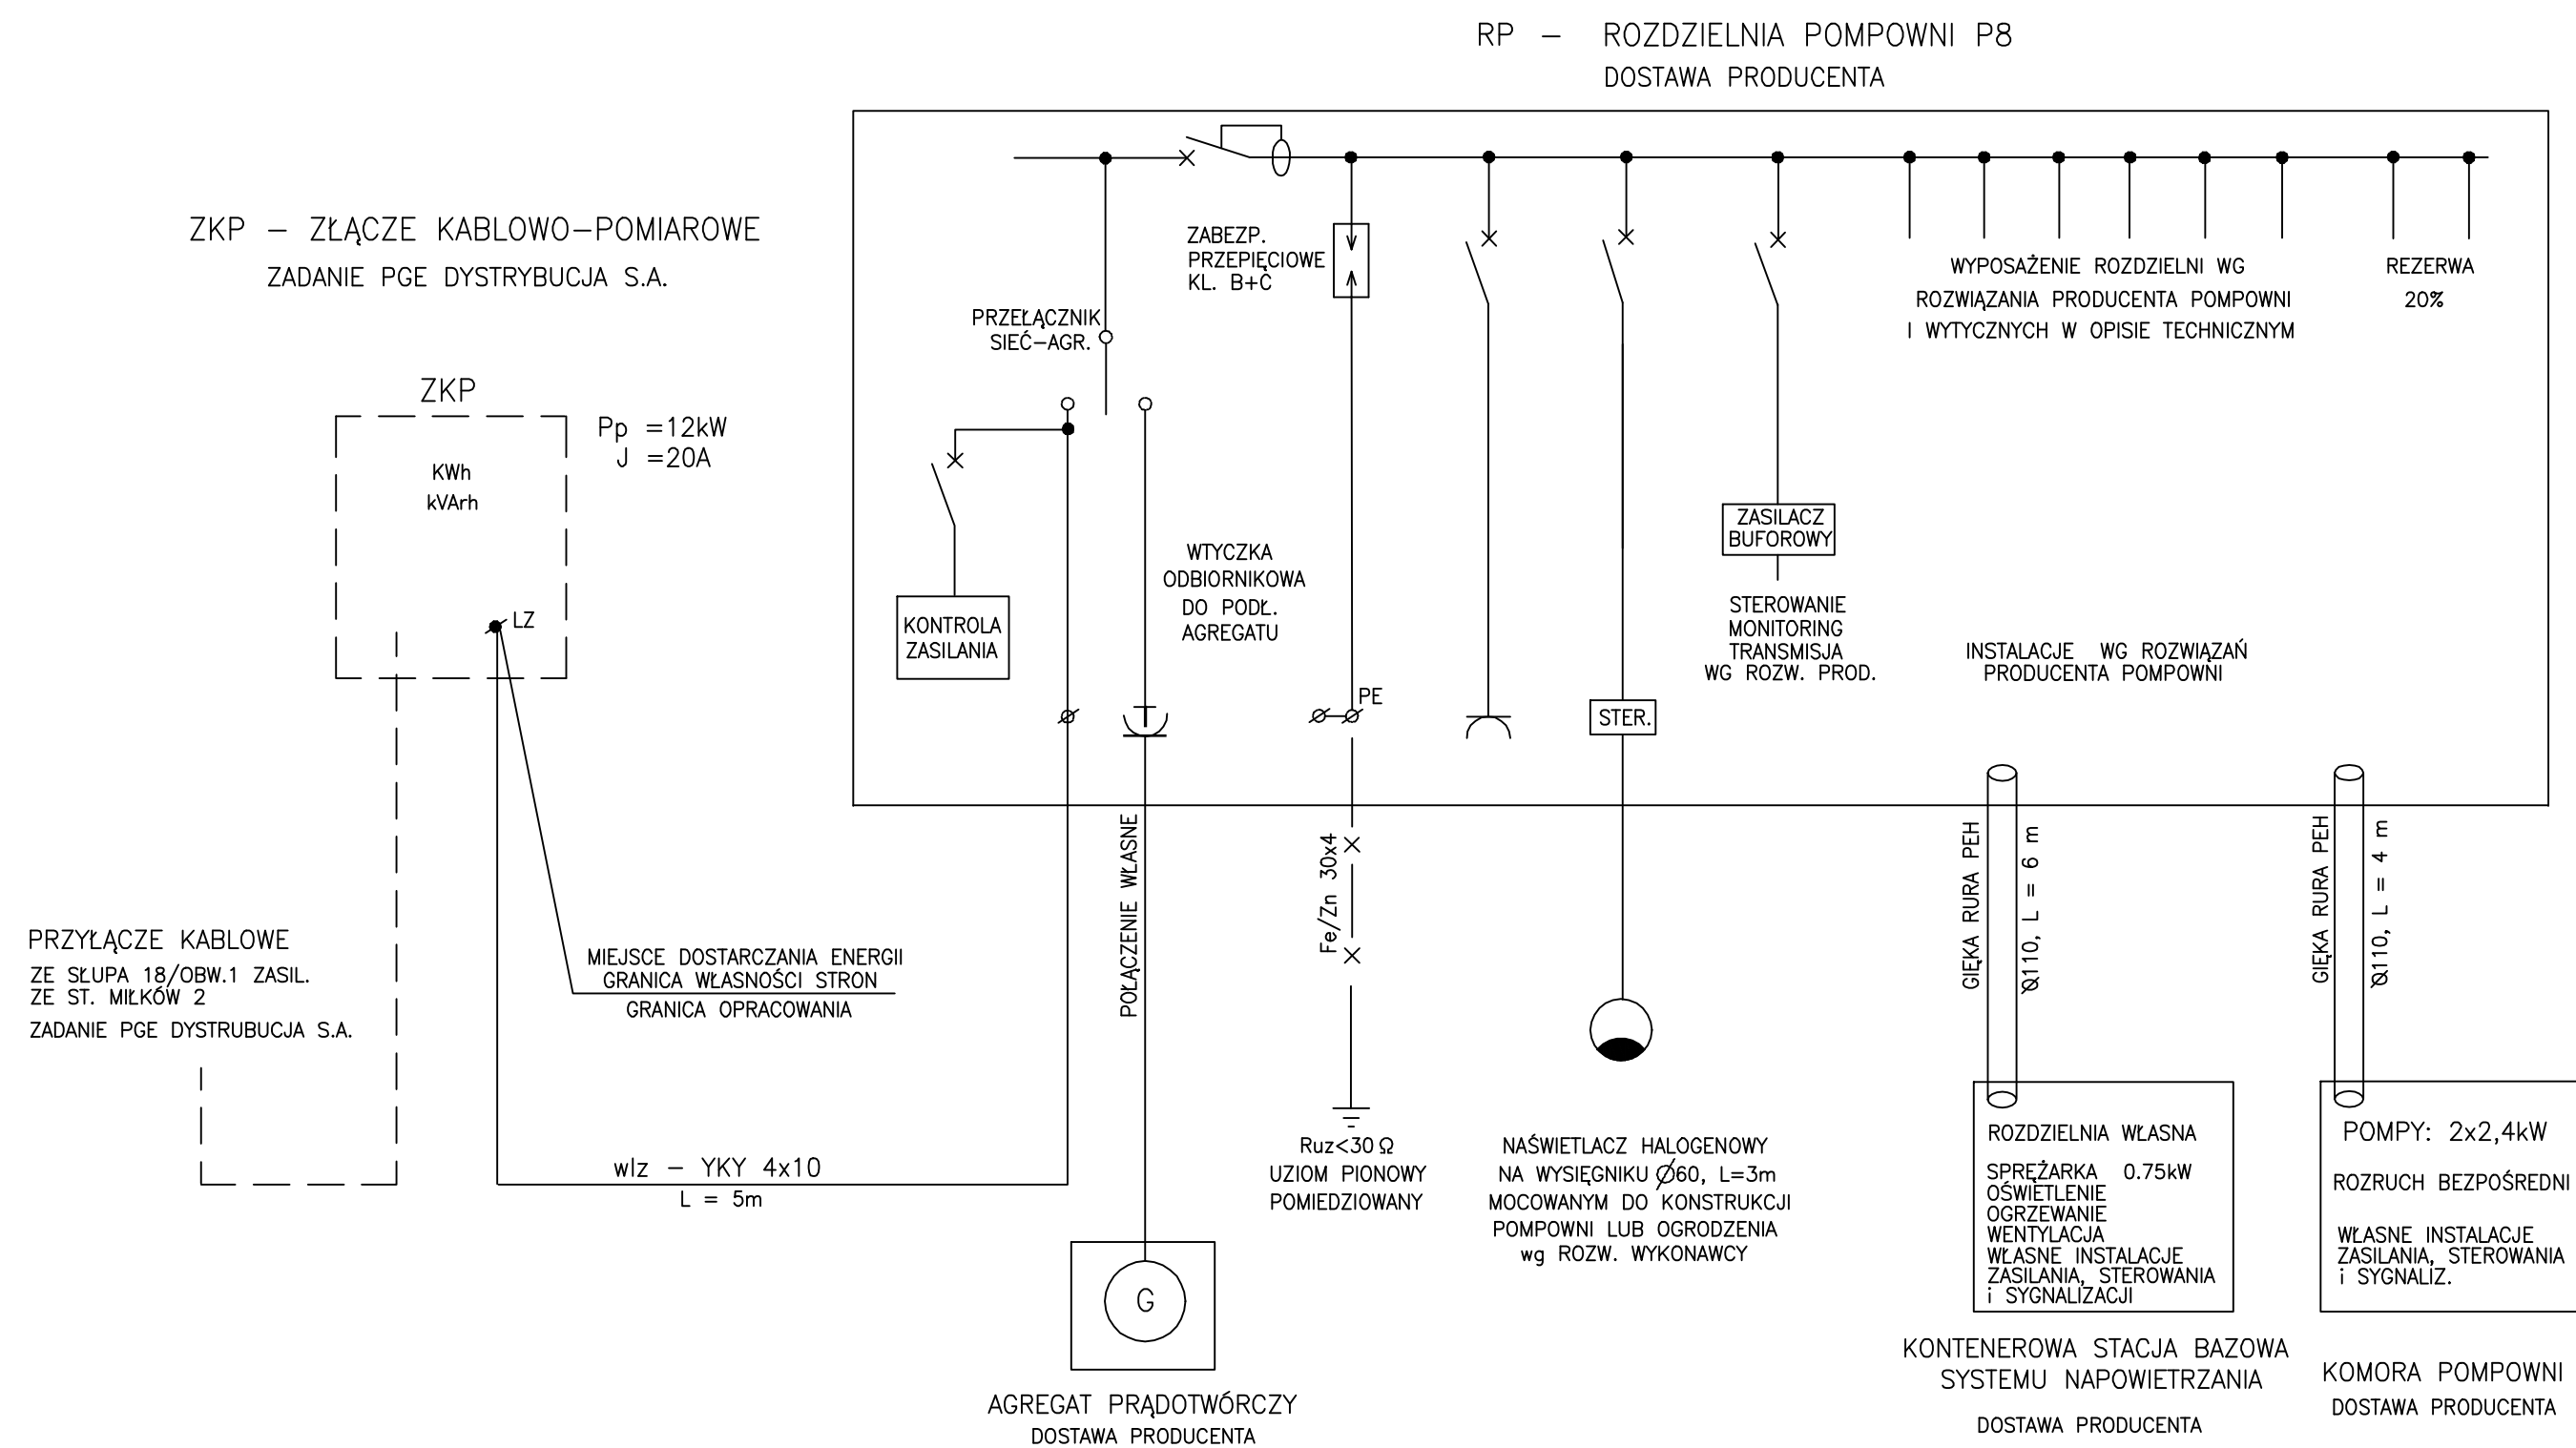 RP - ROZDZIELNIA POMPOWNI P8
DOSTAWA PRODUCENTA
ZKP - ZŁĄCZE KABLOWO-POMIAROWE
ZADANIE PGE DYSTRYBUCJA S.A.
ZKP
KWh
kVArh
Pp =12kW
J =20A
LZ
PRZYŁĄCZE KABLOWE
ZE SŁUPA 18/OBW.1 ZASIL.
ZE ST. MIŁKÓW 2
ZADANIE PGE DYSTRUBUCJA S.A.
MIEJSCE DOSTARCZANIA ENERGII
GRANICA WŁASNOŚCI STRON
GRANICA OPRACOWANIA
wlz - YKY 4x10
L = 5m
PRZEŁĄCZNIK
SIEĆ-AGR.
KONTROLA
ZASILANIA
ZABEZP.
PRZEPIĘCIOWE
KL. B+C
WTYCZKA
ODBIORNIKOWA
DO PODŁ.
AGREGATU
PE
STER.
ZASILACZ
BUFOROWY
STEROWANIE
MONITORING
TRANSMISJA
WG ROZW. PROD.
WYPOSAŻENIE ROZDZIELNI WG
ROZWIĄZANIA PRODUCENTA POMPOWNI
I WYTYCZNYCH W OPISIE TECHNICZNYM
REZERWA
20%
INSTALACJE WG ROZWIĄZAŃ
PRODUCENTA POMPOWNI
POŁĄCZENIE WŁASNE
Fe/Zn 30x4
GIĘKA RURA PEH
Ø110, L = 6 m
GIĘKA RURA PEH
Ø110, L = 4 m
G
AGREGAT PRĄDOTWÓRCZY
DOSTAWA PRODUCENTA
Ruz<30Ω
UZIOM PIONOWY
POMIEDZIOWANY
NAŚWIETLACZ HALOGENOWY
NA WYSIĘGNIKU Ø60, L=3m
MOCOWANYM DO KONSTRUKCJI
POMPOWNI LUB OGRODZENIA
wg ROZW. WYKONAWCY
ROZDZIELNIA WŁASNA
SPRĘŻARKA 0.75kW
OŚWIETLENIE
OGRZEWANIE
WENTYLACJA
WŁASNE INSTALACJE
ZASILANIA, STEROWANIA
i SYGNALIZACJI
KONTENEROWA STACJA BAZOWA
SYSTEMU NAPOWIETRZANIA
DOSTAWA PRODUCENTA
POMPY: 2x2,4kW
ROZRUCH BEZPOŚREDNI
WŁASNE INSTALACJE
ZASILANIA, STEROWANIA
i SYGNALIZ.
KOMORA POMPOWNI
DOSTAWA PRODUCENTA